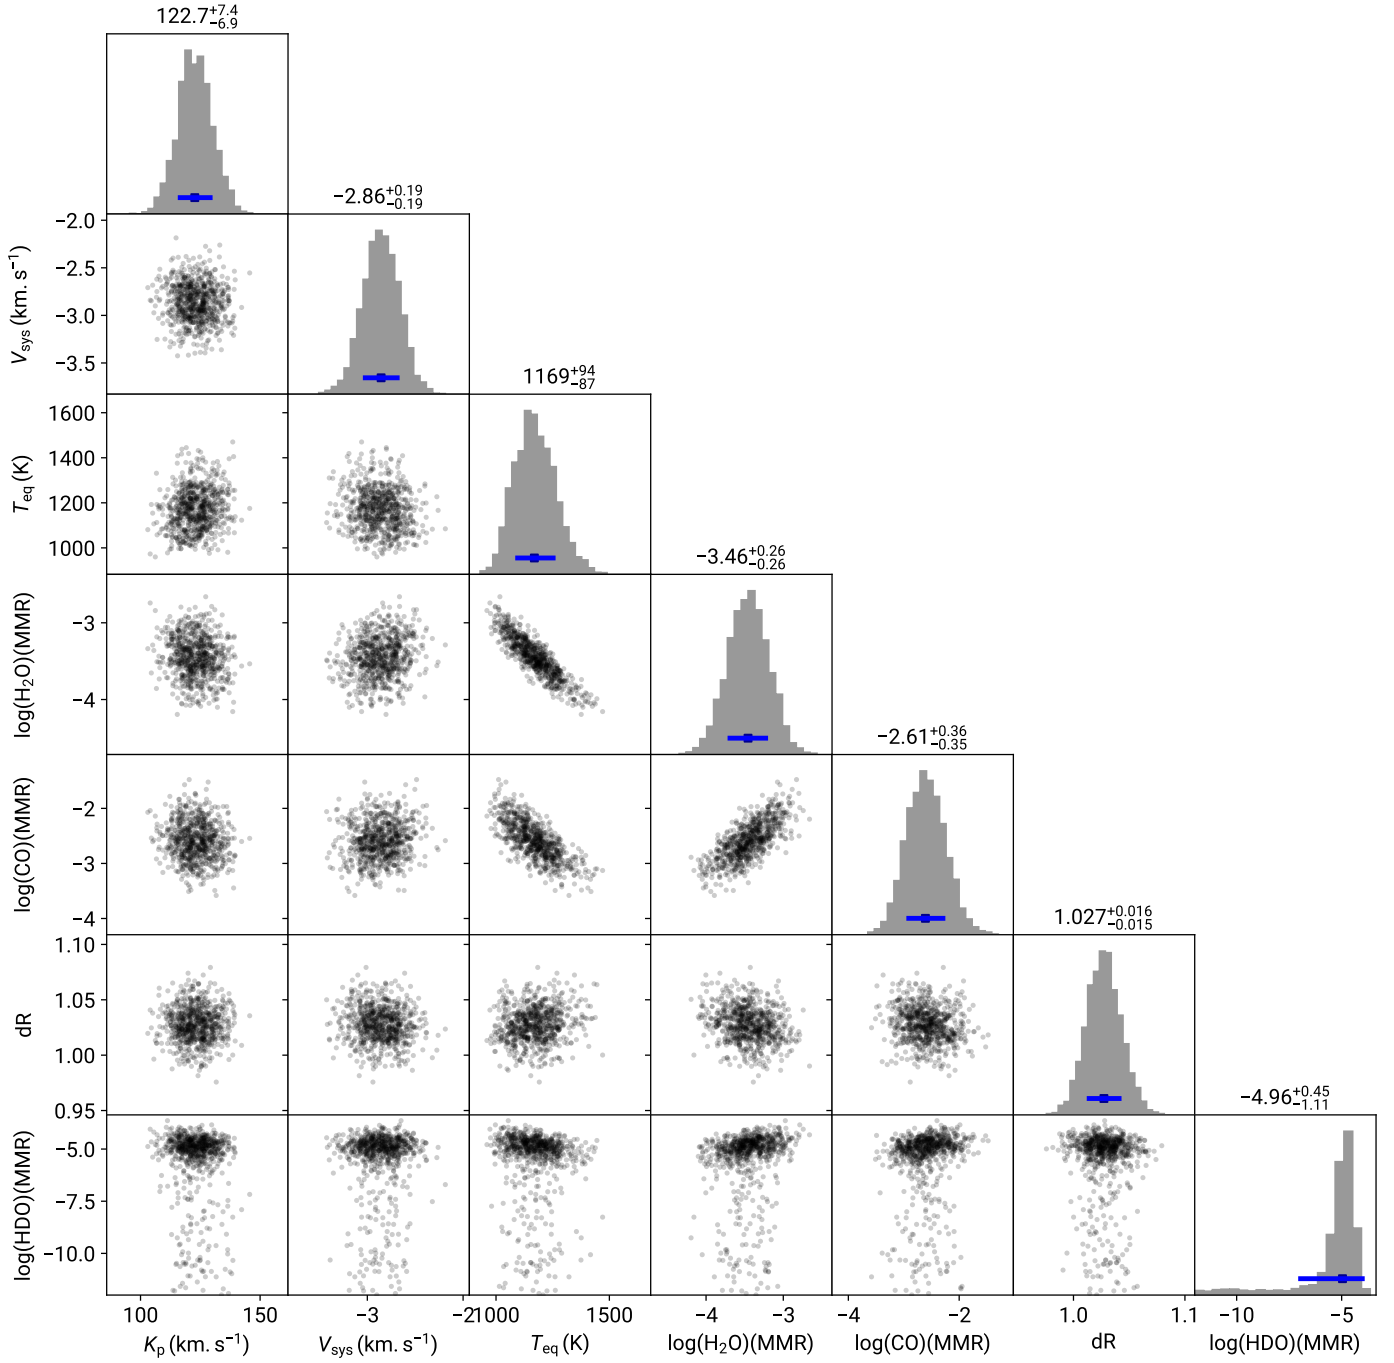 122.7+7.4−6.9
−2.86+0.19−0.19
1169+94−87
−3.46+0.26−0.26
−2.61+0.36−0.35
1.027+0.016−0.015
−4.96+0.45−1.11
Vsys (km. s−1)
−2.0
−2.5
−3.0
−3.5
Teq (K)
1600
1400
1200
1000
log(H2O)(MMR)
−3
−4
log(CO)(MMR)
−2
−3
−4
dR
1.10
1.05
1.00
0.95
log(HDO)(MMR)
−5.0
−7.5
−10.0
100 150
−3 −2
1000 1500
−4 −3
−4 −2
1.0 1.1
−10 −5
Kp (km. s−1)
Vsys (km. s−1)
Teq (K)
log(H2O)(MMR)
log(CO)(MMR)
dR
log(HDO)(MMR)